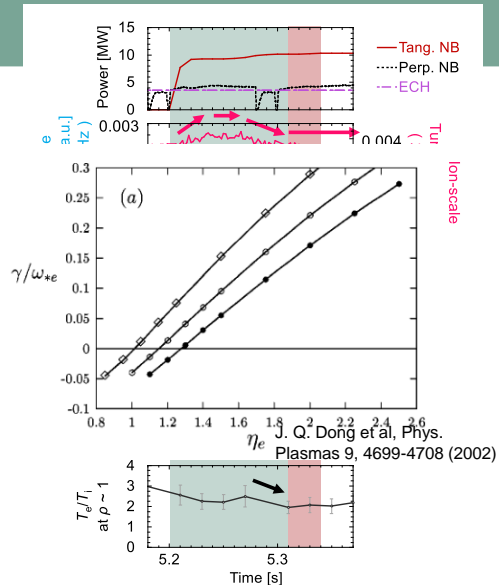 15
10
5
0
Power [MW]
Tang. NB
Perp. NB
ECH
0.003
0.004
e
a.u.]
Hz )
Tur
(
Ion-scale
(a)
0.3
0.25
0.2
0.15
0.1
0.05
0
-0.05
-0.1
γ/ω*e
0.8 1 1.2 1.4 1.6 1.8 2 2.2 2.4 2.6
ηe
J. Q. Dong et al, Phys.
Plasmas 9, 4699-4708 (2002)
4
3
2
1
0
Te/Ti
at ρ ~ 1
5.2 5.3
Time [s]